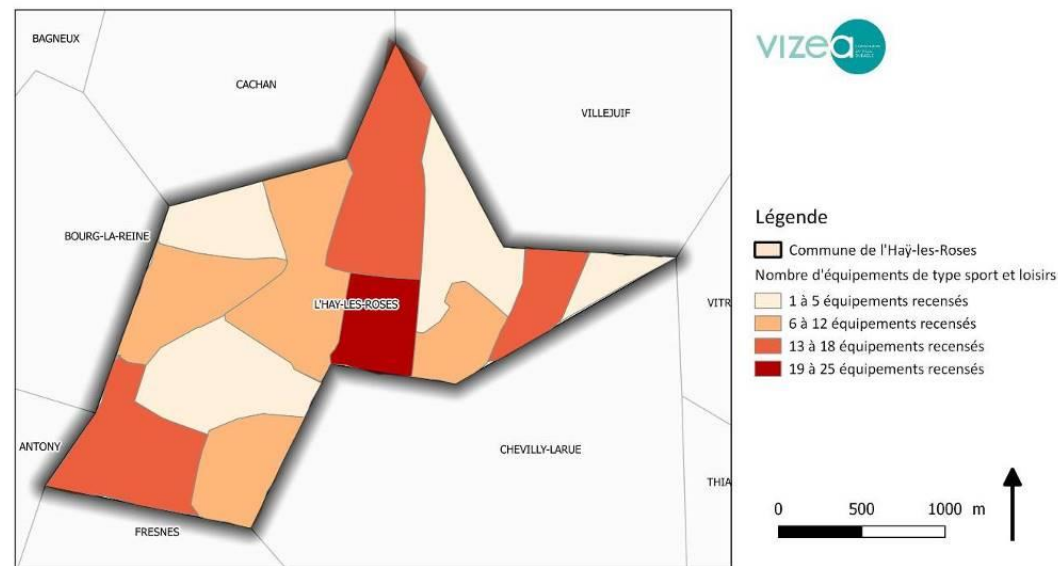 BAGNEUX
CACHAN
VILLEJUIF
BOURG-LA-REINE
L'HAY-LES-ROSES
VITR
ANTONY
CHEVILLY-LARUE
THIA
FRESNES
vizea
Légende
Commune de l'Haÿ-les-Roses
Nombre d'équipements de type sport et loisirs
1 à 5 équipements recensés
6 à 12 équipements recensés
13 à 18 équipements recensés
19 à 25 équipements recensés
0 500 1000 m